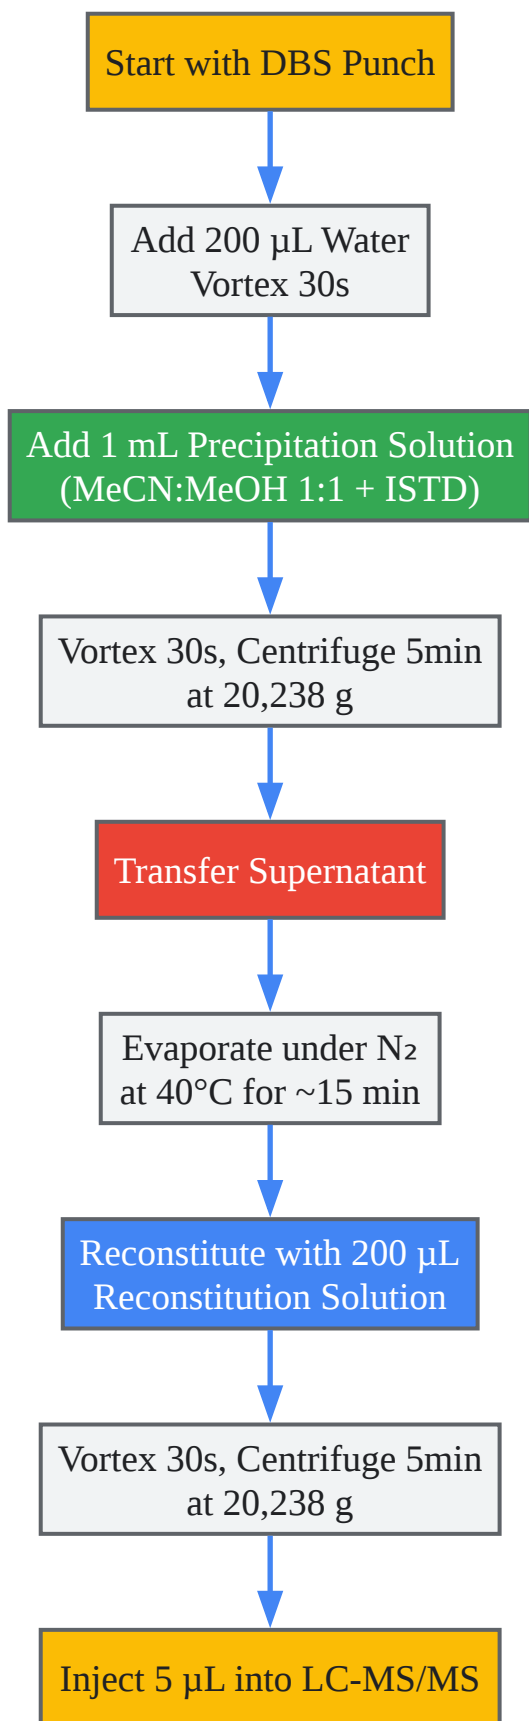 Start with DBS Punch
Add 200 µL Water
Vortex 30s
Add 1 mL Precipitation Solution
(MeCN:MeOH 1:1 + ISTD)
Vortex 30s, Centrifuge 5min
at 20,238 g
Transfer Supernatant
Evaporate under N₂
at 40°C for ~15 min
Reconstitute with 200 µL
Reconstitution Solution
Vortex 30s, Centrifuge 5min
at 20,238 g
Inject 5 µL into LC-MS/MS